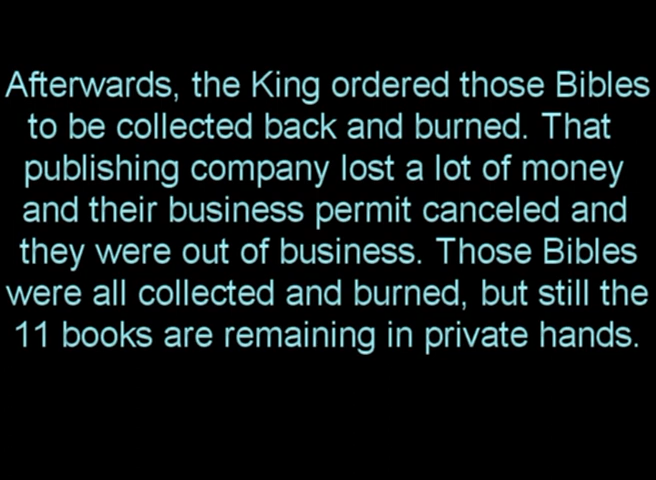 Afterwards, the King ordered those Bibles
to be collected back and burned. That
publishing company lost a lot of money
and their business permit canceled and
they were out of business. Those Bibles
were all collected and burned, but still the
11 books are remaining in private hands.